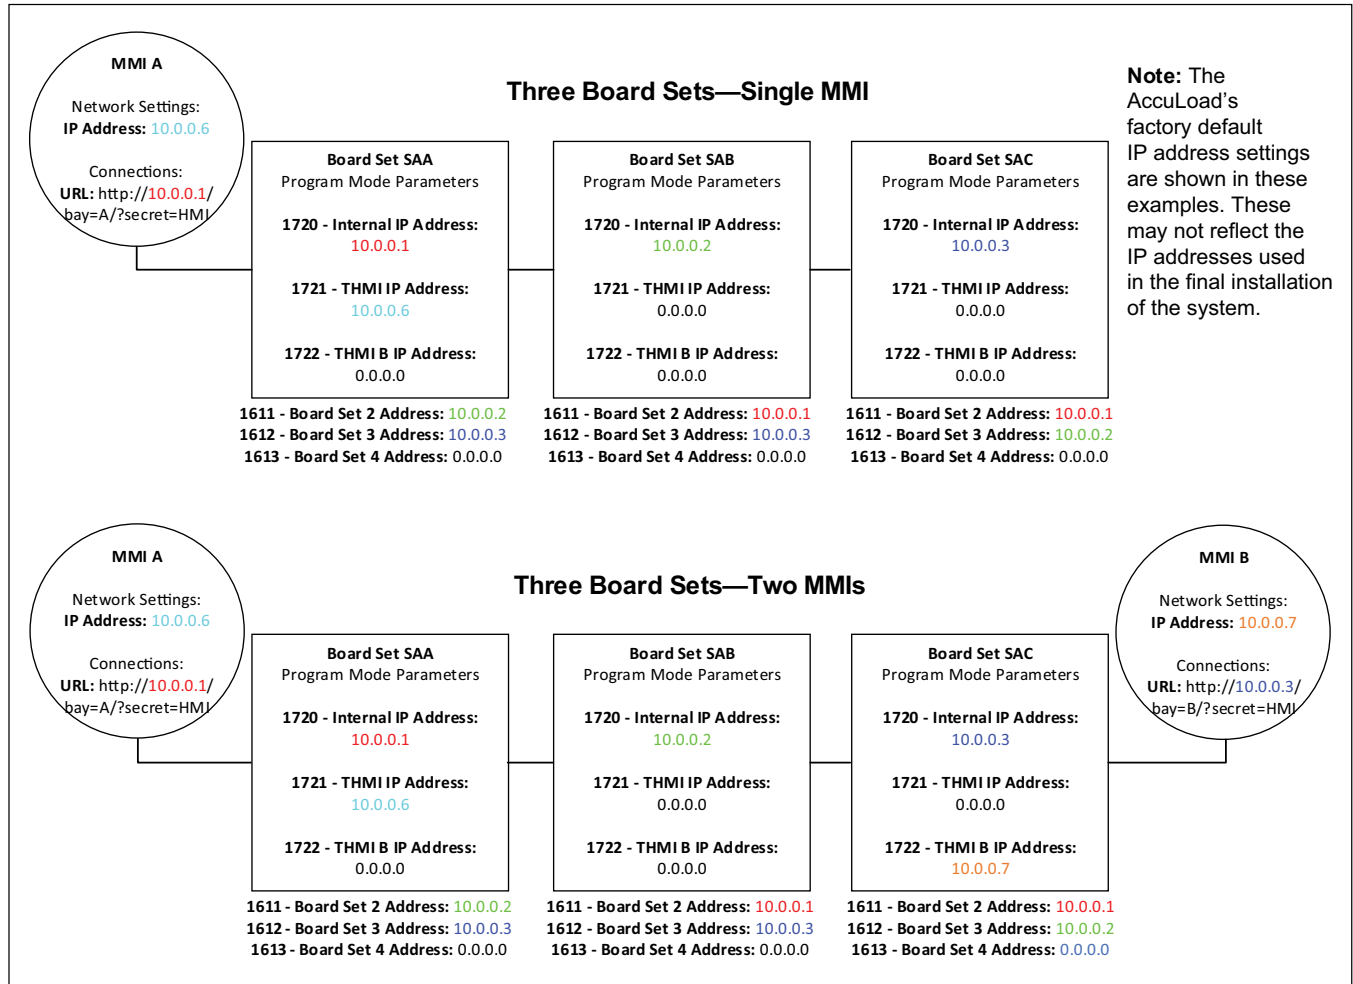 MMI A
Network Settings:
IP Address: 10.0.0.6
Connections:
URL: http://10.0.0.1/
bay=A/?secret=HMI
Three Board Sets—Single MMI
Board Set SAA
Program Mode Parameters
1720 - Internal IP Address:
10.0.0.1
1721 - THMI IP Address:
10.0.0.6
1722 - THMI B IP Address:
0.0.0.0
1611 - Board Set 2 Address: 10.0.0.2
1612 - Board Set 3 Address: 10.0.0.3
1613 - Board Set 4 Address: 0.0.0.0
Board Set SAB
Program Mode Parameters
1720 - Internal IP Address:
10.0.0.2
1721 - THMI IP Address:
0.0.0.0
1722 - THMI B IP Address:
0.0.0.0
1611 - Board Set 2 Address: 10.0.0.1
1612 - Board Set 3 Address: 10.0.0.3
1613 - Board Set 4 Address: 0.0.0.0
Board Set SAC
Program Mode Parameters
1720 - Internal IP Address:
10.0.0.3
1721 - THMI IP Address:
0.0.0.0
1722 - THMI B IP Address:
0.0.0.0
1611 - Board Set 2 Address: 10.0.0.1
1612 - Board Set 3 Address: 10.0.0.2
1613 - Board Set 4 Address: 0.0.0.0
Note: The
AccuLoad's
factory default
IP address settings
are shown in these
examples. These
may not reflect the
IP addresses used
in the final installation
of the system.
MMI A
Network Settings:
IP Address: 10.0.0.6
Connections:
URL: http://10.0.0.1/
bay=A/?secret=HMI
Three Board Sets—Two MMIs
Board Set SAA
Program Mode Parameters
1720 - Internal IP Address:
10.0.0.1
1721 - THMI IP Address:
10.0.0.6
1722 - THMI B IP Address:
0.0.0.0
1611 - Board Set 2 Address: 10.0.0.2
1612 - Board Set 3 Address: 10.0.0.3
1613 - Board Set 4 Address: 0.0.0.0
Board Set SAB
Program Mode Parameters
1720 - Internal IP Address:
10.0.0.2
1721 - THMI IP Address:
0.0.0.0
1722 - THMI B IP Address:
0.0.0.0
1611 - Board Set 2 Address: 10.0.0.1
1612 - Board Set 3 Address: 10.0.0.3
1613 - Board Set 4 Address: 0.0.0.0
Board Set SAC
Program Mode Parameters
1720 - Internal IP Address:
10.0.0.3
1721 - THMI IP Address:
0.0.0.0
1722 - THMI B IP Address:
10.0.0.7
1611 - Board Set 2 Address: 10.0.0.1
1612 - Board Set 3 Address: 10.0.0.2
1613 - Board Set 4 Address: 0.0.0.0
MMI B
Network Settings:
IP Address: 10.0.0.7
Connections:
URL: http://10.0.0.3/
bay=B/?secret=HMI